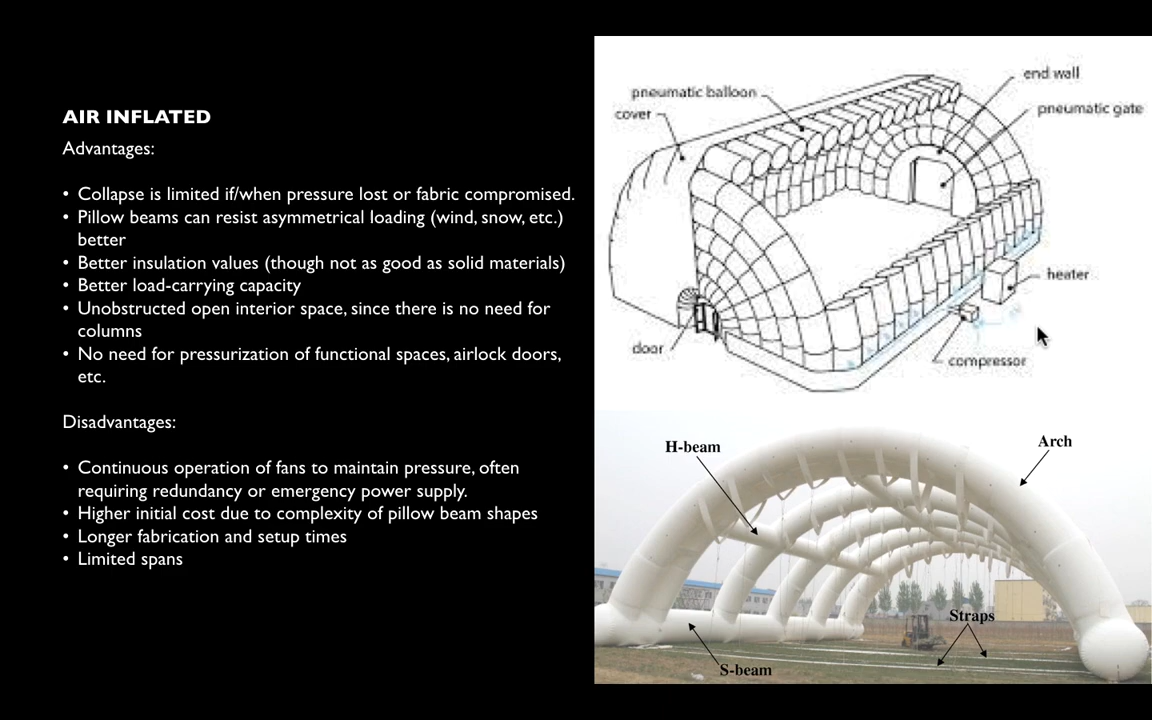 AIR INFLATED
Advantages:
• Collapse is limited if/when pressure lost or fabric compromised.
• Pillow beams can resist asymmetrical loading (wind, snow, etc.)
better
• Better insulation values (though not as good as solid materials)
• Better load-carrying capacity
• Unobstructed open interior space, since there is no need for
columns
• No need for pressurization of functional spaces, airlock doors,
etc.
Disadvantages:
• Continuous operation of fans to maintain pressure, often
requiring redundancy or emergency power supply.
• Higher initial cost due to complexity of pillow beam shapes
• Longer fabrication and setup times
• Limited spans
end wall
pneumatic balloon
pneumatic gate
cover
heater
door
compressor
H-beam
Arch
Straps
S-beam